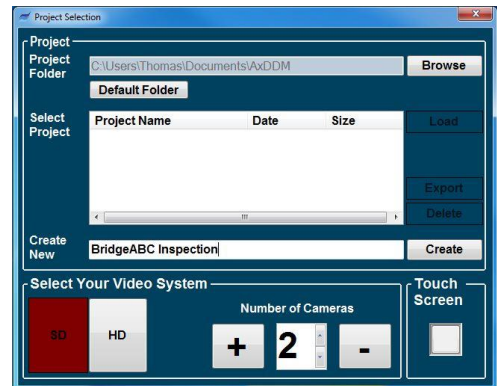 Project Selection
Project
Project Folder
C:\Users\Thomas\Documents\AxDDM
Browse
Default Folder
Select Project
Project Name Date Size
Load
Export
Delete
Create New
BridgeABC Inspection
Create
Select Your Video System
Touch Screen
SD
HD
Number of Cameras
+
2
-